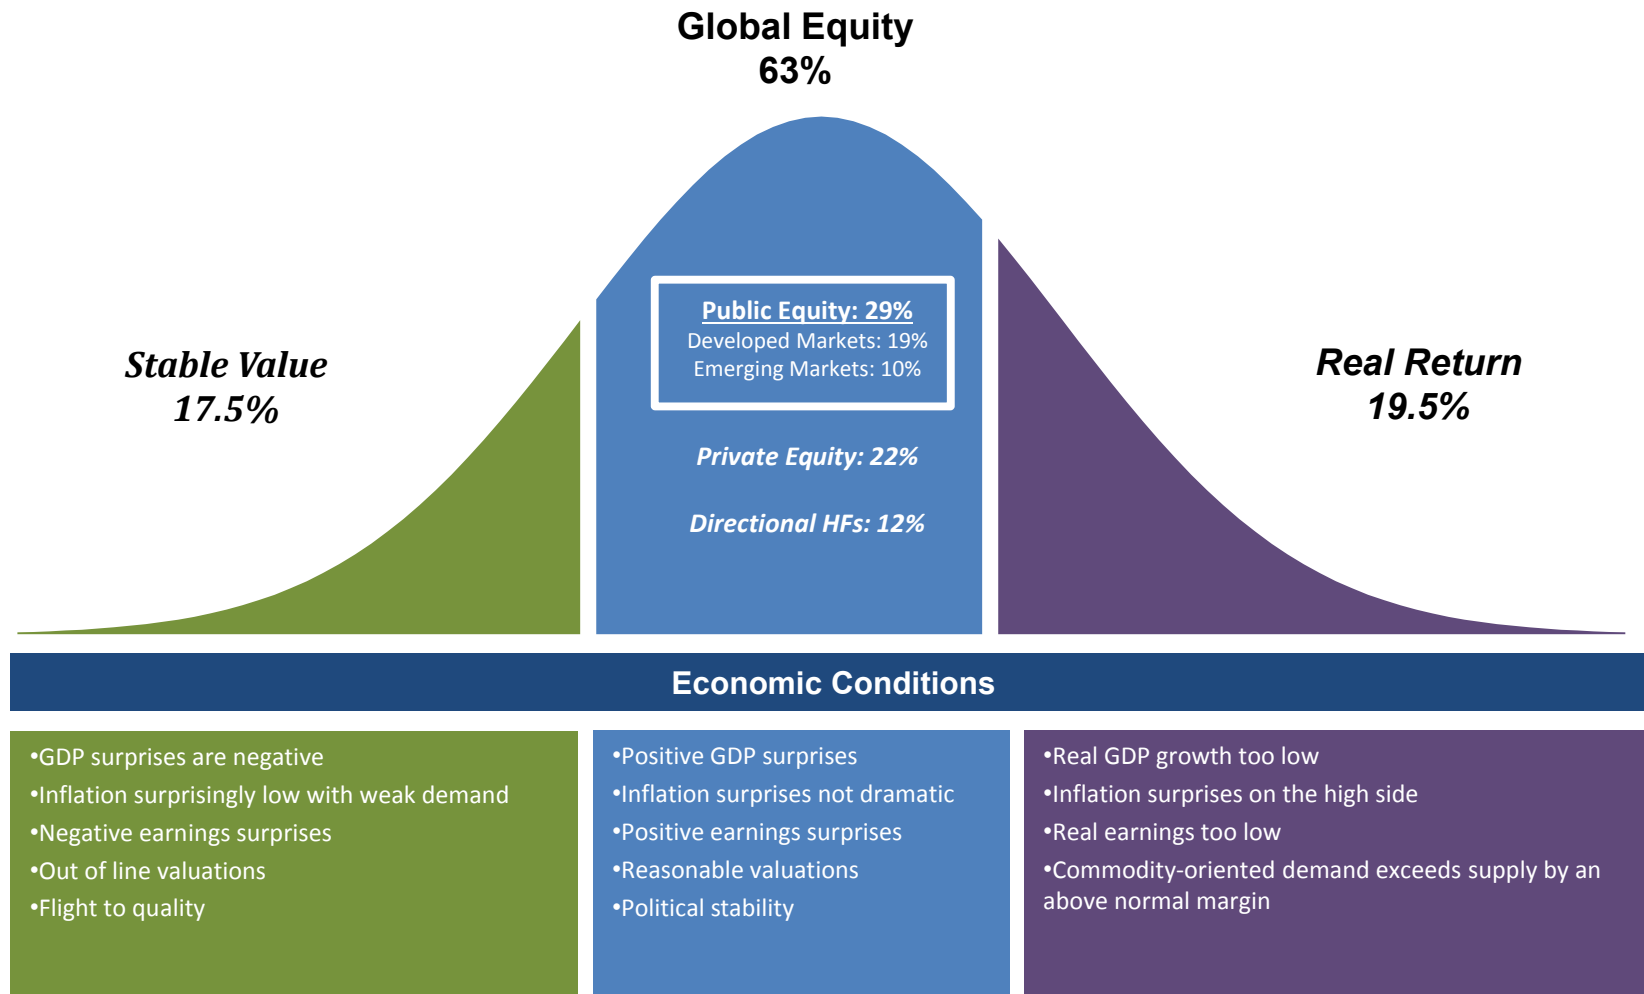 Global Equity
63%
Stable Value
17.5%
Public Equity: 29%
Developed Markets: 19%
Emerging Markets: 10%
Private Equity: 22%
Directional HFs: 12%
Real Return
19.5%
Economic Conditions
•GDP surprises are negative
•Inflation surprisingly low with weak demand
•Negative earnings surprises
•Out of line valuations
•Flight to quality
•Positive GDP surprises
•Inflation surprises not dramatic
•Positive earnings surprises
•Reasonable valuations
•Political stability
•Real GDP growth too low
•Inflation surprises on the high side
•Real earnings too low
•Commodity-oriented demand exceeds supply by an
above normal margin